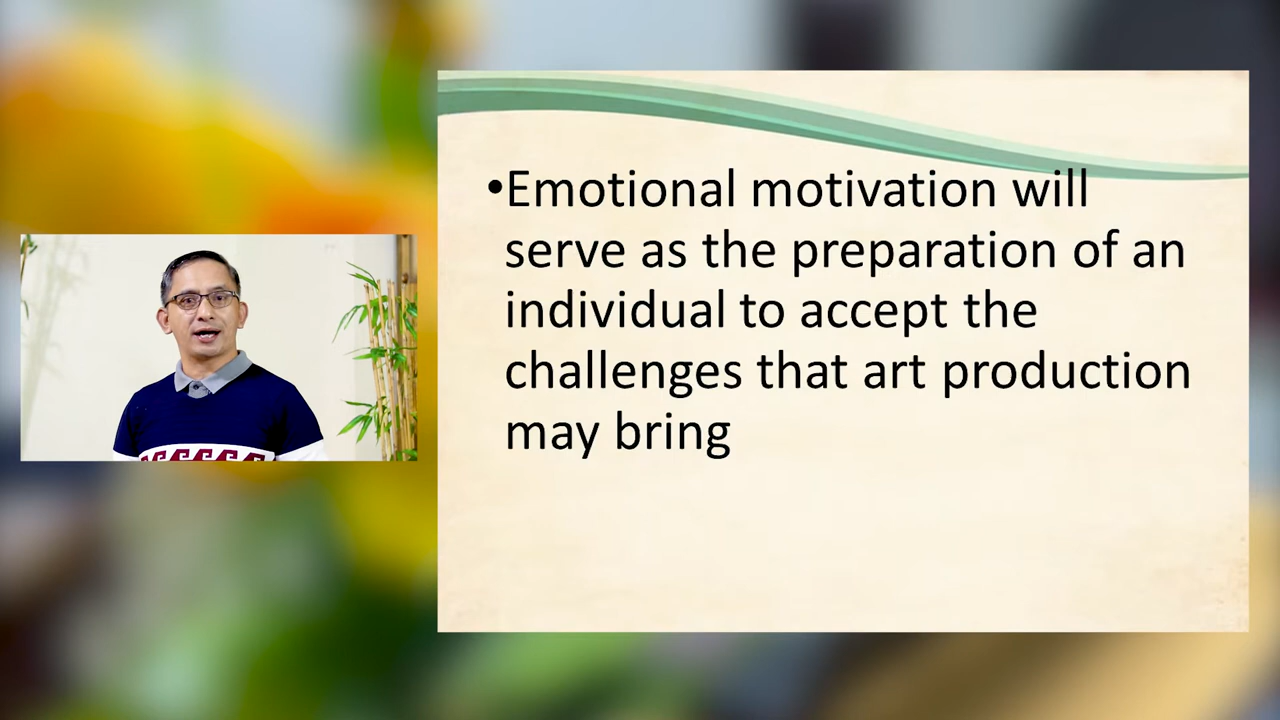 •Emotional motivation will
serve as the preparation of an
individual to accept the
challenges that art production
may bring